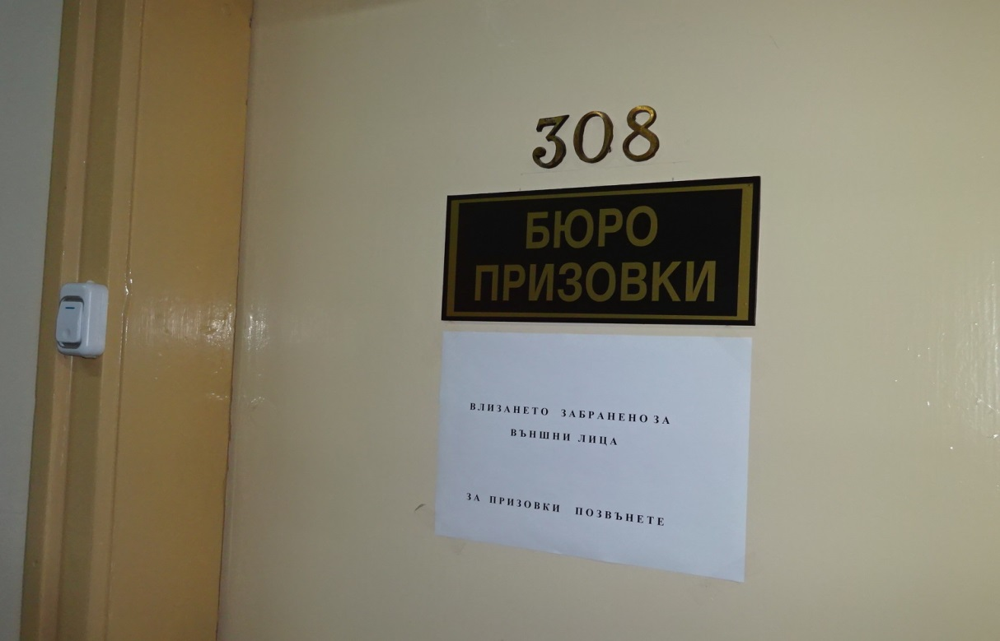 308
БЮРО
ПРИЗОВКИ
ВЛИЗАНЕТО ЗАБРАНЕНО ЗА
ВЪНШНИ ЛИЦА
ЗА ПРИЗОВКИ ПОЗВЪНЕТЕ